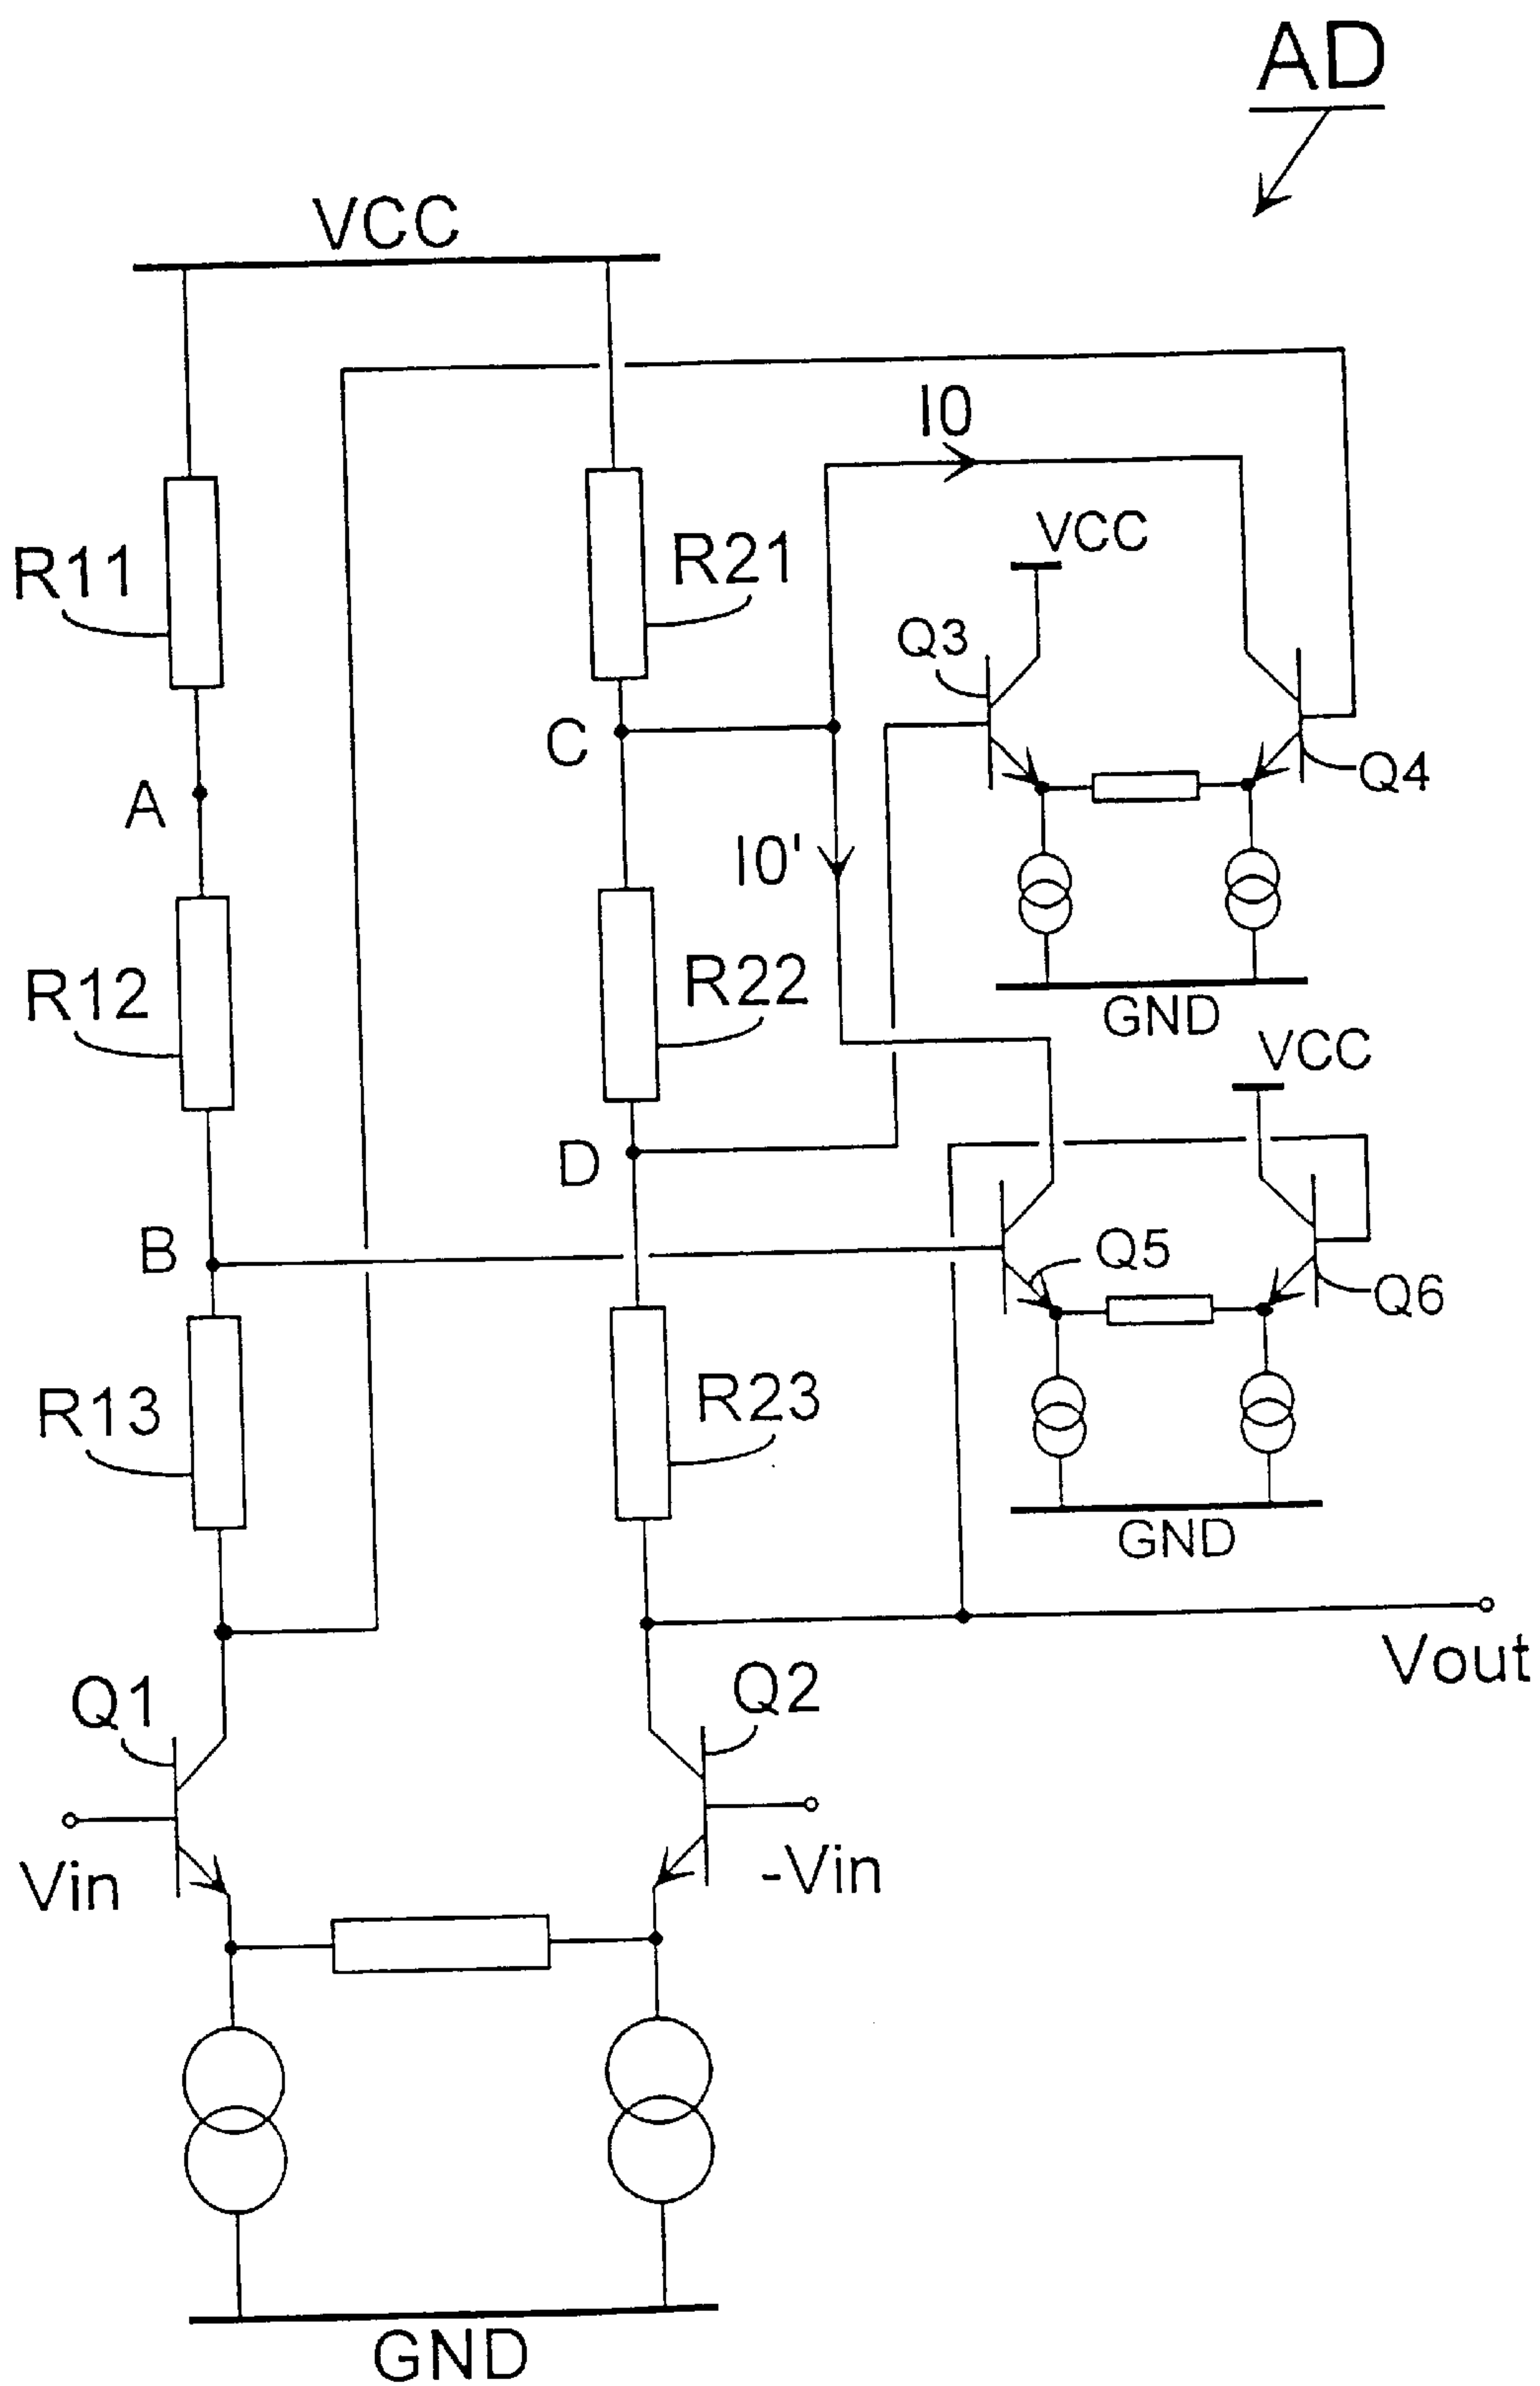 AD
VCC
I0
VCC
R11
R21
Q3
C
Q4
A
I0'
R12
R22
GND
VCC
D
B
Q5
Q6
R13
R23
GND
Vout
Q1
Q2
Vin
-Vin
GND